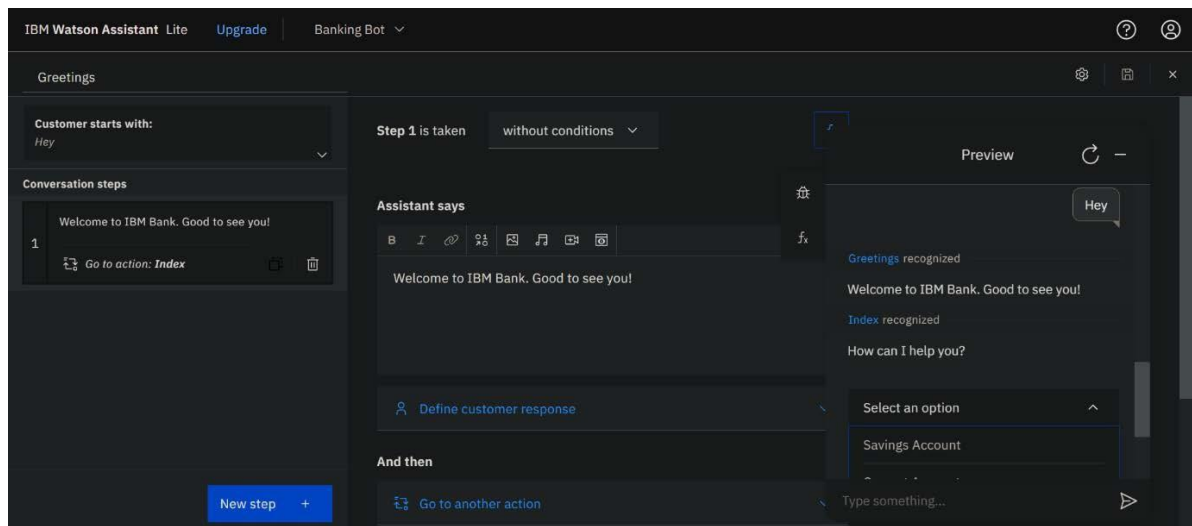 IBM Watson Assistant Lite Upgrade Banking Bot
Greetings
Customer starts with:
Hey
Conversation steps
1
Welcome to IBM Bank. Good to see you!
Go to action: Index
New step +
Step 1 is taken without conditions
Assistant says
B I
Welcome to IBM Bank. Good to see you!
Define customer response
And then
Go to another action
fx
Preview
Hey
Greetings recognized
Welcome to IBM Bank. Good to see you!
Index recognized
How can I help you?
Select an option
Savings Account
Type something...